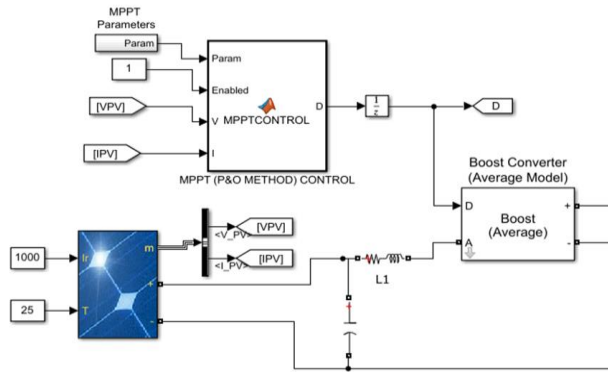 MPPT
Parameters
Param
Param
1
Enabled
[VPV]
V
MPPTCONTROL
D
1
z
D
[IPV]
I
MPPT (P&O METHOD) CONTROL
Boost Converter
(Average Model)
D
+
Boost
(Average)
A
-
m
<V_PV>
[VPV]
<I_PV>
[IPV]
1000
Ir
+
L1
25
T
-
+